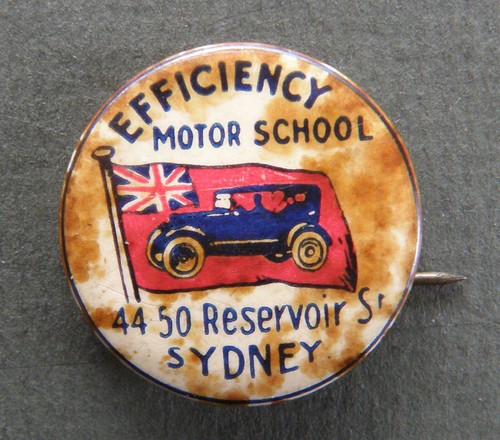 EFFICIENCY
MOTOR SCHOOL
44 50 Reservoir St
SYDNEY